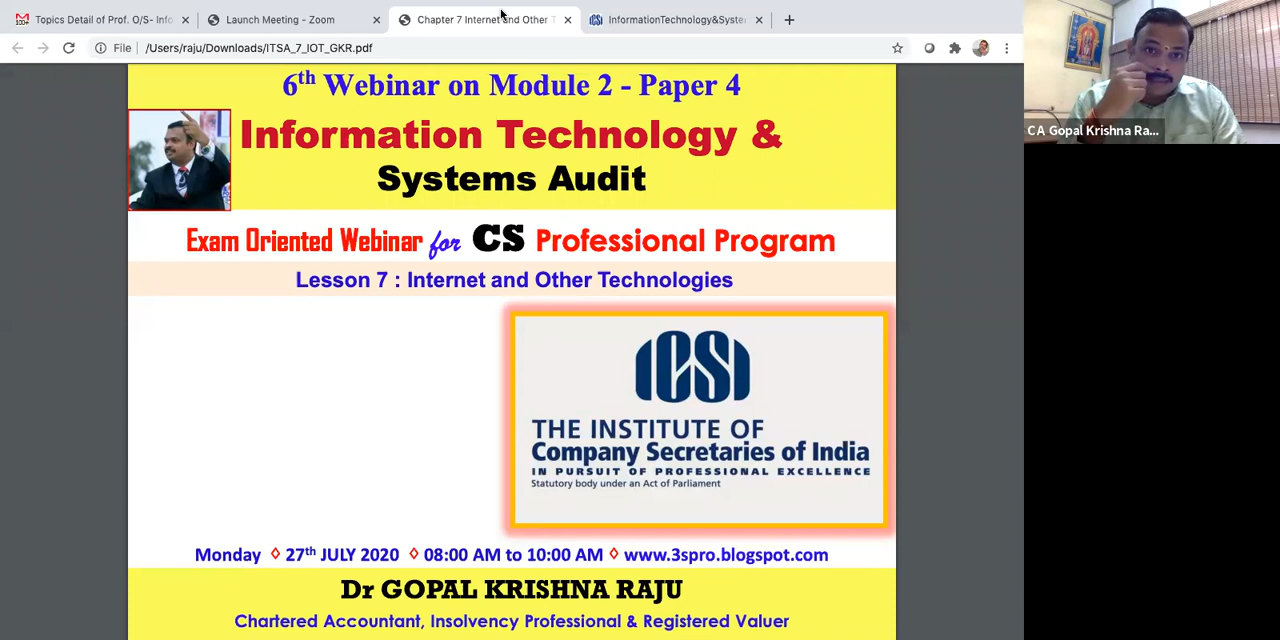 Topics Detail of Prof. O/S- Info
Launch Meeting - Zoom
Chapter 7 Internet and Other T
InformationTechnology&Syste
File
/Users/raju/Downloads/ITSA_7_IOT_GKR.pdf
6th Webinar on Module 2 - Paper 4
Information Technology &
Systems Audit
Exam Oriented Webinar for CS Professional Program
Lesson 7 : Internet and Other Technologies
ICSI
THE INSTITUTE OF
Company Secretaries of India
IN PURSUIT OF PROFESSIONAL EXCELLENCE
Statutory body under an Act of Parliament
Monday ◊ 27th JULY 2020 ◊ 08:00 AM to 10:00 AM ◊ www.3spro.blogspot.com
Dr GOPAL KRISHNA RAJU
Chartered Accountant, Insolvency Professional & Registered Valuer
C A Gopal Krishna Ra...